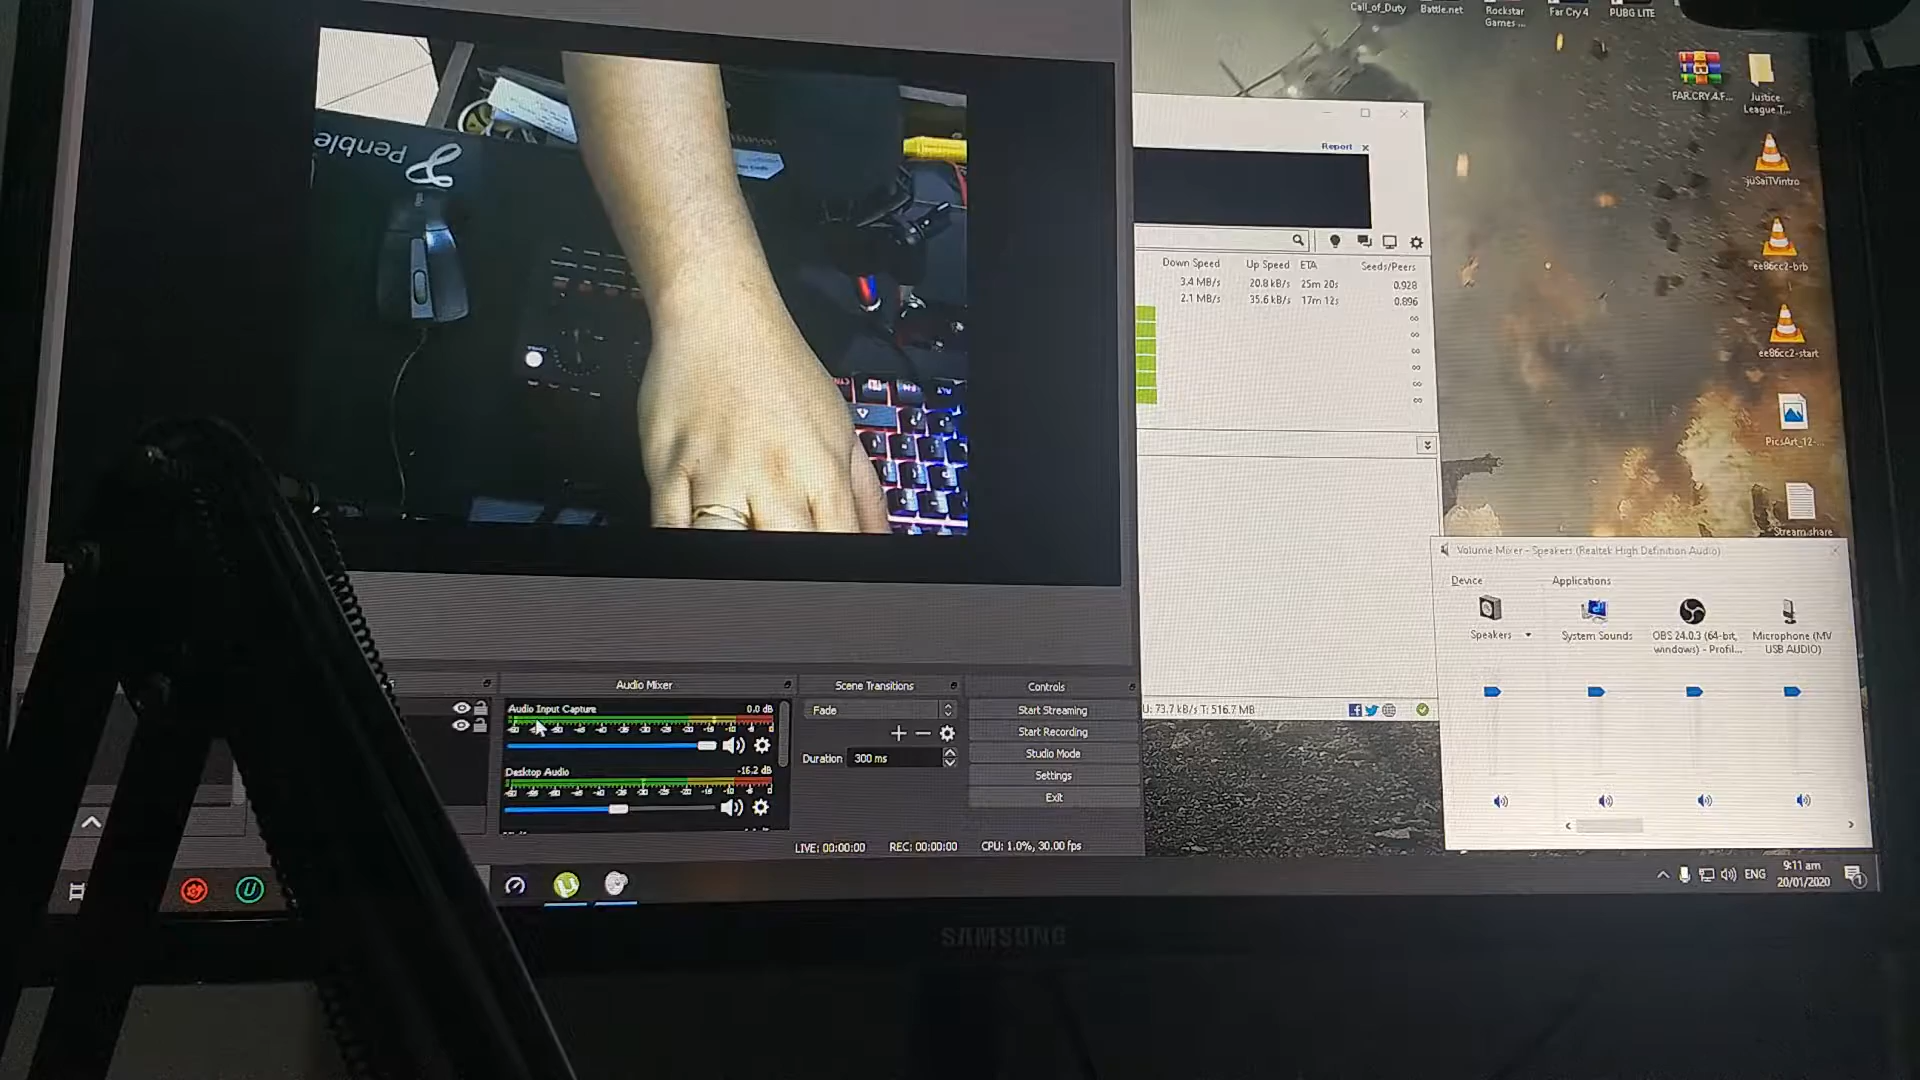 Call_of_Duty
Battle.net
Rockstar
Games ...
Far Cry 4
PUBG LITE
FAR.CRY.4.F...
Justice
League.T...
juSaiTVintro
ee86cc2-brb
ee86cc2-start
PicsArt_12-...
Stream.share
Penble
Report x
Down Speed Up Speed ETA Seeds/Peers
3.4 MB/s 20.8 kB/s 25m 20s 0.928
2.1 MB/s 35.6 kB/s 17m 12s 0.896
∞
∞
∞
∞
∞
∞
U: 73.7 kB/s T: 516.7 MB
Volume Mixer - Speakers (Realtek High Definition Audio)
Device
Applications
Speakers
System Sounds
OBS 24.0.3 (64-bit,
windows) - Profil...
Microphone (MV
USB AUDIO)
Audio Mixer
Audio Input Capture 0.0 dB
Desktop Audio -16.2 dB
Scene Transitions
Fade
Duration 300 ms
Controls
Start Streaming
Start Recording
Studio Mode
Settings
Exit
LIVE: 00:00:00 REC: 00:00:00 CPU: 1.0%, 30.00 fps
ENG
9:11 am
20/01/2020
SAMSUNG